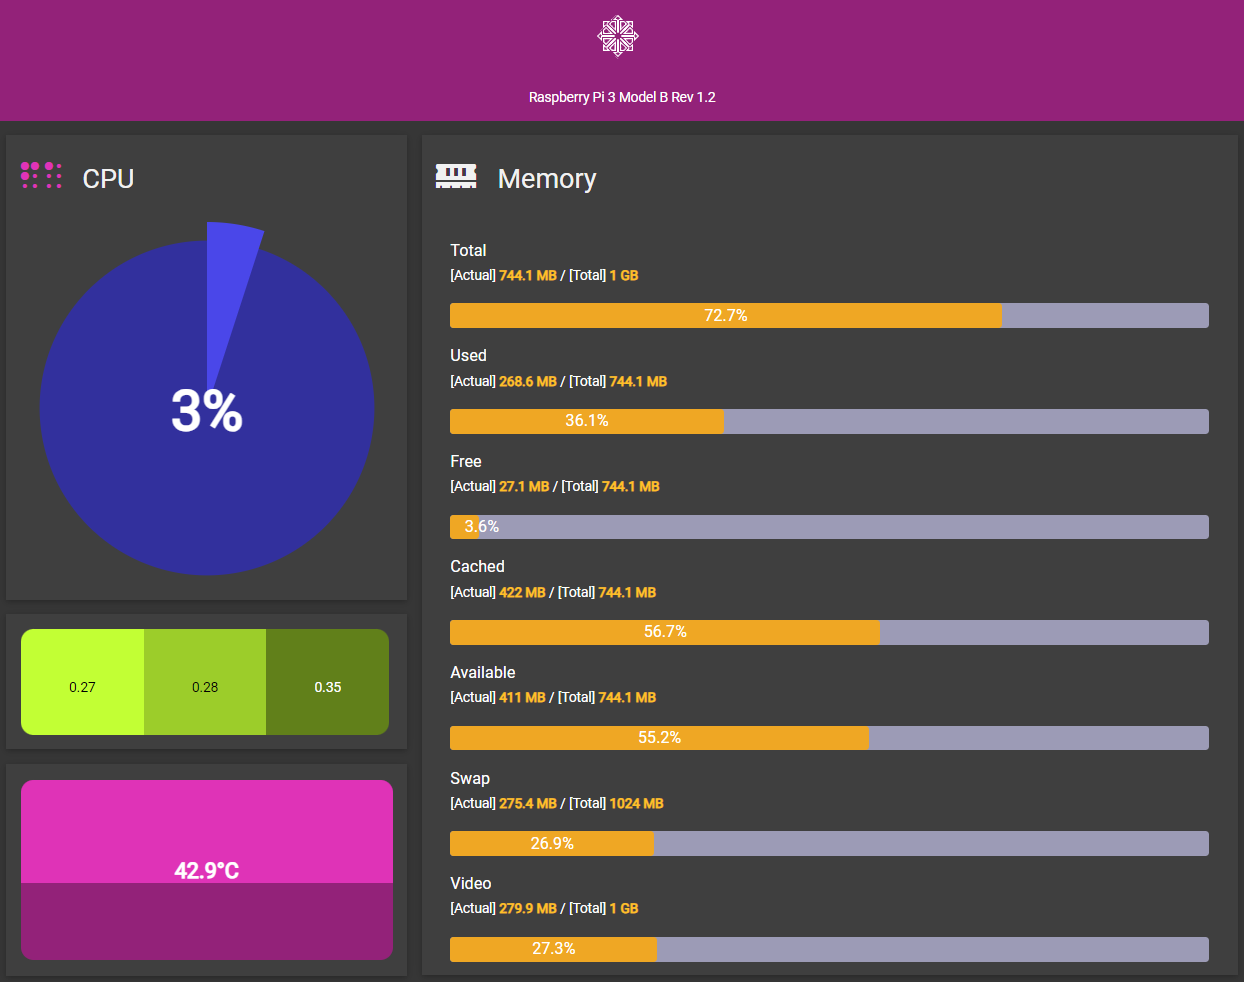 Raspberry Pi 3 Model B Rev 1.2
CPU
3%
0.27 0.28 0.35
42.9°C
Memory
Total
[Actual] 744.1 MB / [Total] 1 GB
72.7%
Used
[Actual] 268.6 MB / [Total] 744.1 MB
36.1%
Free
[Actual] 27.1 MB / [Total] 744.1 MB
3.6%
Cached
[Actual] 422 MB / [Total] 744.1 MB
56.7%
Available
[Actual] 411 MB / [Total] 744.1 MB
55.2%
Swap
[Actual] 275.4 MB / [Total] 1024 MB
26.9%
Video
[Actual] 279.9 MB / [Total] 1 GB
27.3%